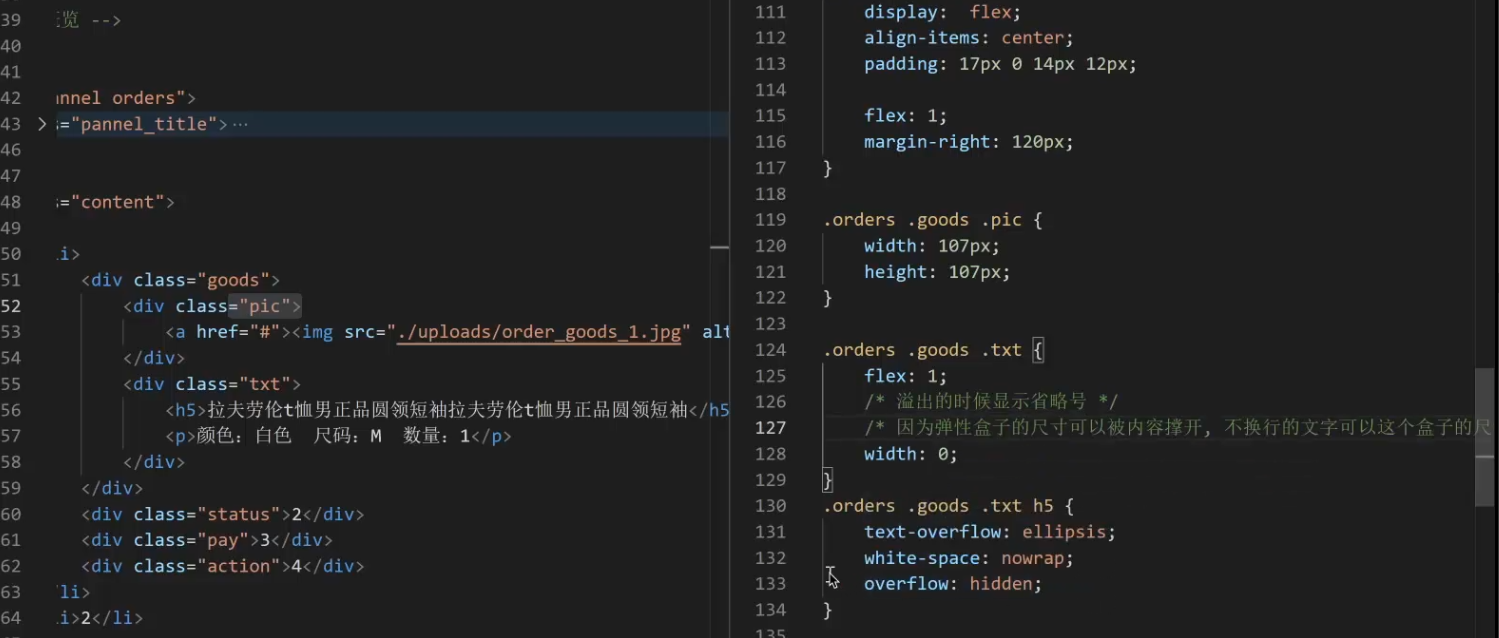 39 览 -->
40
41
42 annel orders">
43 ="pannel_title"> ···
46
47
48 ="content">
49
50 i>
51 <div class="goods">
52 <div class="pic">
53 <a href="#"><img src="./uploads/order_goods_1.jpg" alt
54 </div>
55 <div class="txt">
56 <h5>拉夫劳伦t恤男正品圆领短袖拉夫劳伦t恤男正品圆领短袖</h5
57 <p>颜色：白色 尺码：M 数量：1</p>
58 </div>
59 </div>
60 <div class="status">2</div>
61 <div class="pay">3</div>
62 <div class="action">4</div>
63 li>
64 i>2</li>
111 display: flex;
112 align-items: center;
113 padding: 17px 0 14px 12px;
114
115 flex: 1;
116 margin-right: 120px;
117 }
118
119 .orders .goods .pic {
120 width: 107px;
121 height: 107px;
122 }
123
124 .orders .goods .txt {
125 flex: 1;
126 /* 溢出的时候显示省略号 */
127 /* 因为弹性盒子的尺寸可以被内容撑开, 不换行的文字可以这个盒子的尺
128 width: 0;
129 }
130 .orders .goods .txt h5 {
131 text-overflow: ellipsis;
132 white-space: nowrap;
133 overflow: hidden;
134 }
135